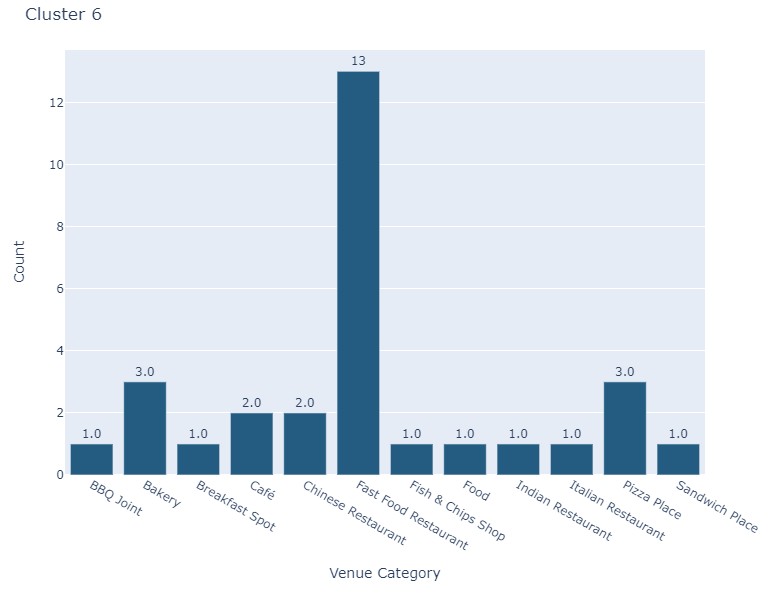 Cluster 6
Count
12
10
8
6
4
2
0
1.0
3.0
1.0
2.0
2.0
13
1.0
1.0
1.0
1.0
3.0
1.0
BBQ Joint
Bakery
Breakfast Spot
Café
Chinese Restaurant
Fast Food Restaurant
Fish & Chips Shop
Food
Indian Restaurant
Italian Restaurant
Pizza Place
Sandwich Place
Venue Category